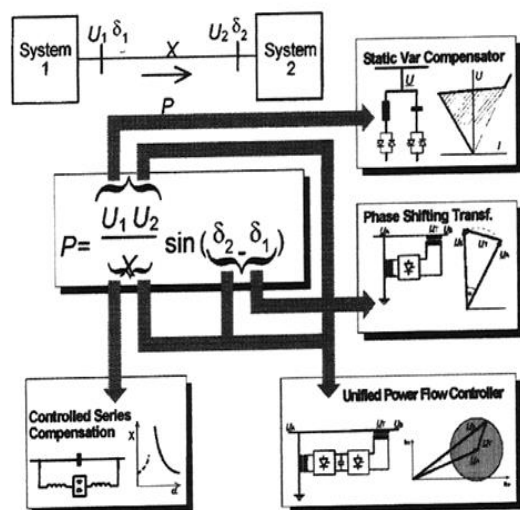 System 1
U1 δ1
X
U2 δ2
System 2
P
Static Var Compensator
U
U
I
P= U1 U2 / X sin (δ2 - δ1)
Phase Shifting Transf.
Controlled Series
Compensation
X
Unified Power Flow Controller